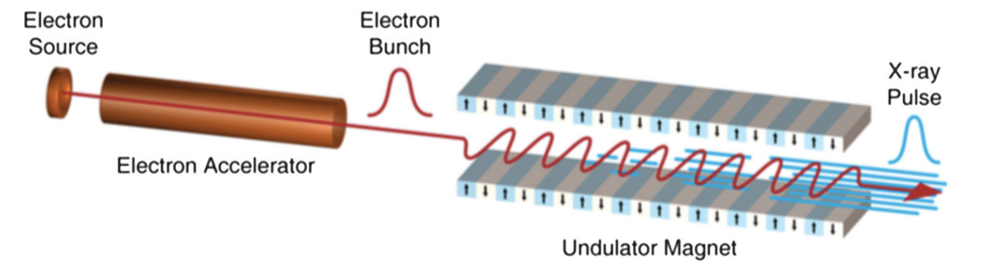 Electron
Source
Electron
Bunch
X-ray
Pulse
Electron Accelerator
Undulator Magnet